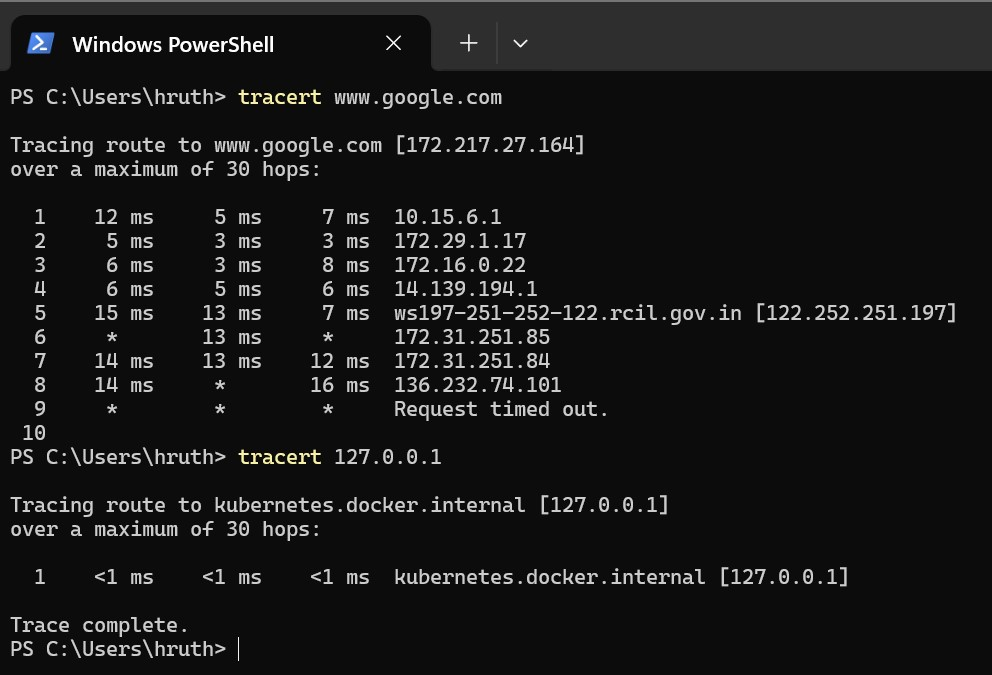 Windows PowerShell
PS C:\Users\hruth> tracert www.google.com
Tracing route to www.google.com [172.217.27.164]
over a maximum of 30 hops:
1 12 ms 5 ms 7 ms 10.15.6.1
2 5 ms 3 ms 3 ms 172.29.1.17
3 6 ms 3 ms 8 ms 172.16.0.22
4 6 ms 5 ms 6 ms 14.139.194.1
5 15 ms 13 ms 7 ms ws197-251-252-122.rcil.gov.in [122.252.251.197]
6 * 13 ms * 172.31.251.85
7 14 ms 13 ms 12 ms 172.31.251.84
8 14 ms * 16 ms 136.232.74.101
9 * * * Request timed out.
10
PS C:\Users\hruth> tracert 127.0.0.1
Tracing route to kubernetes.docker.internal [127.0.0.1]
over a maximum of 30 hops:
1 <1 ms <1 ms <1 ms kubernetes.docker.internal [127.0.0.1]
Trace complete.
PS C:\Users\hruth>